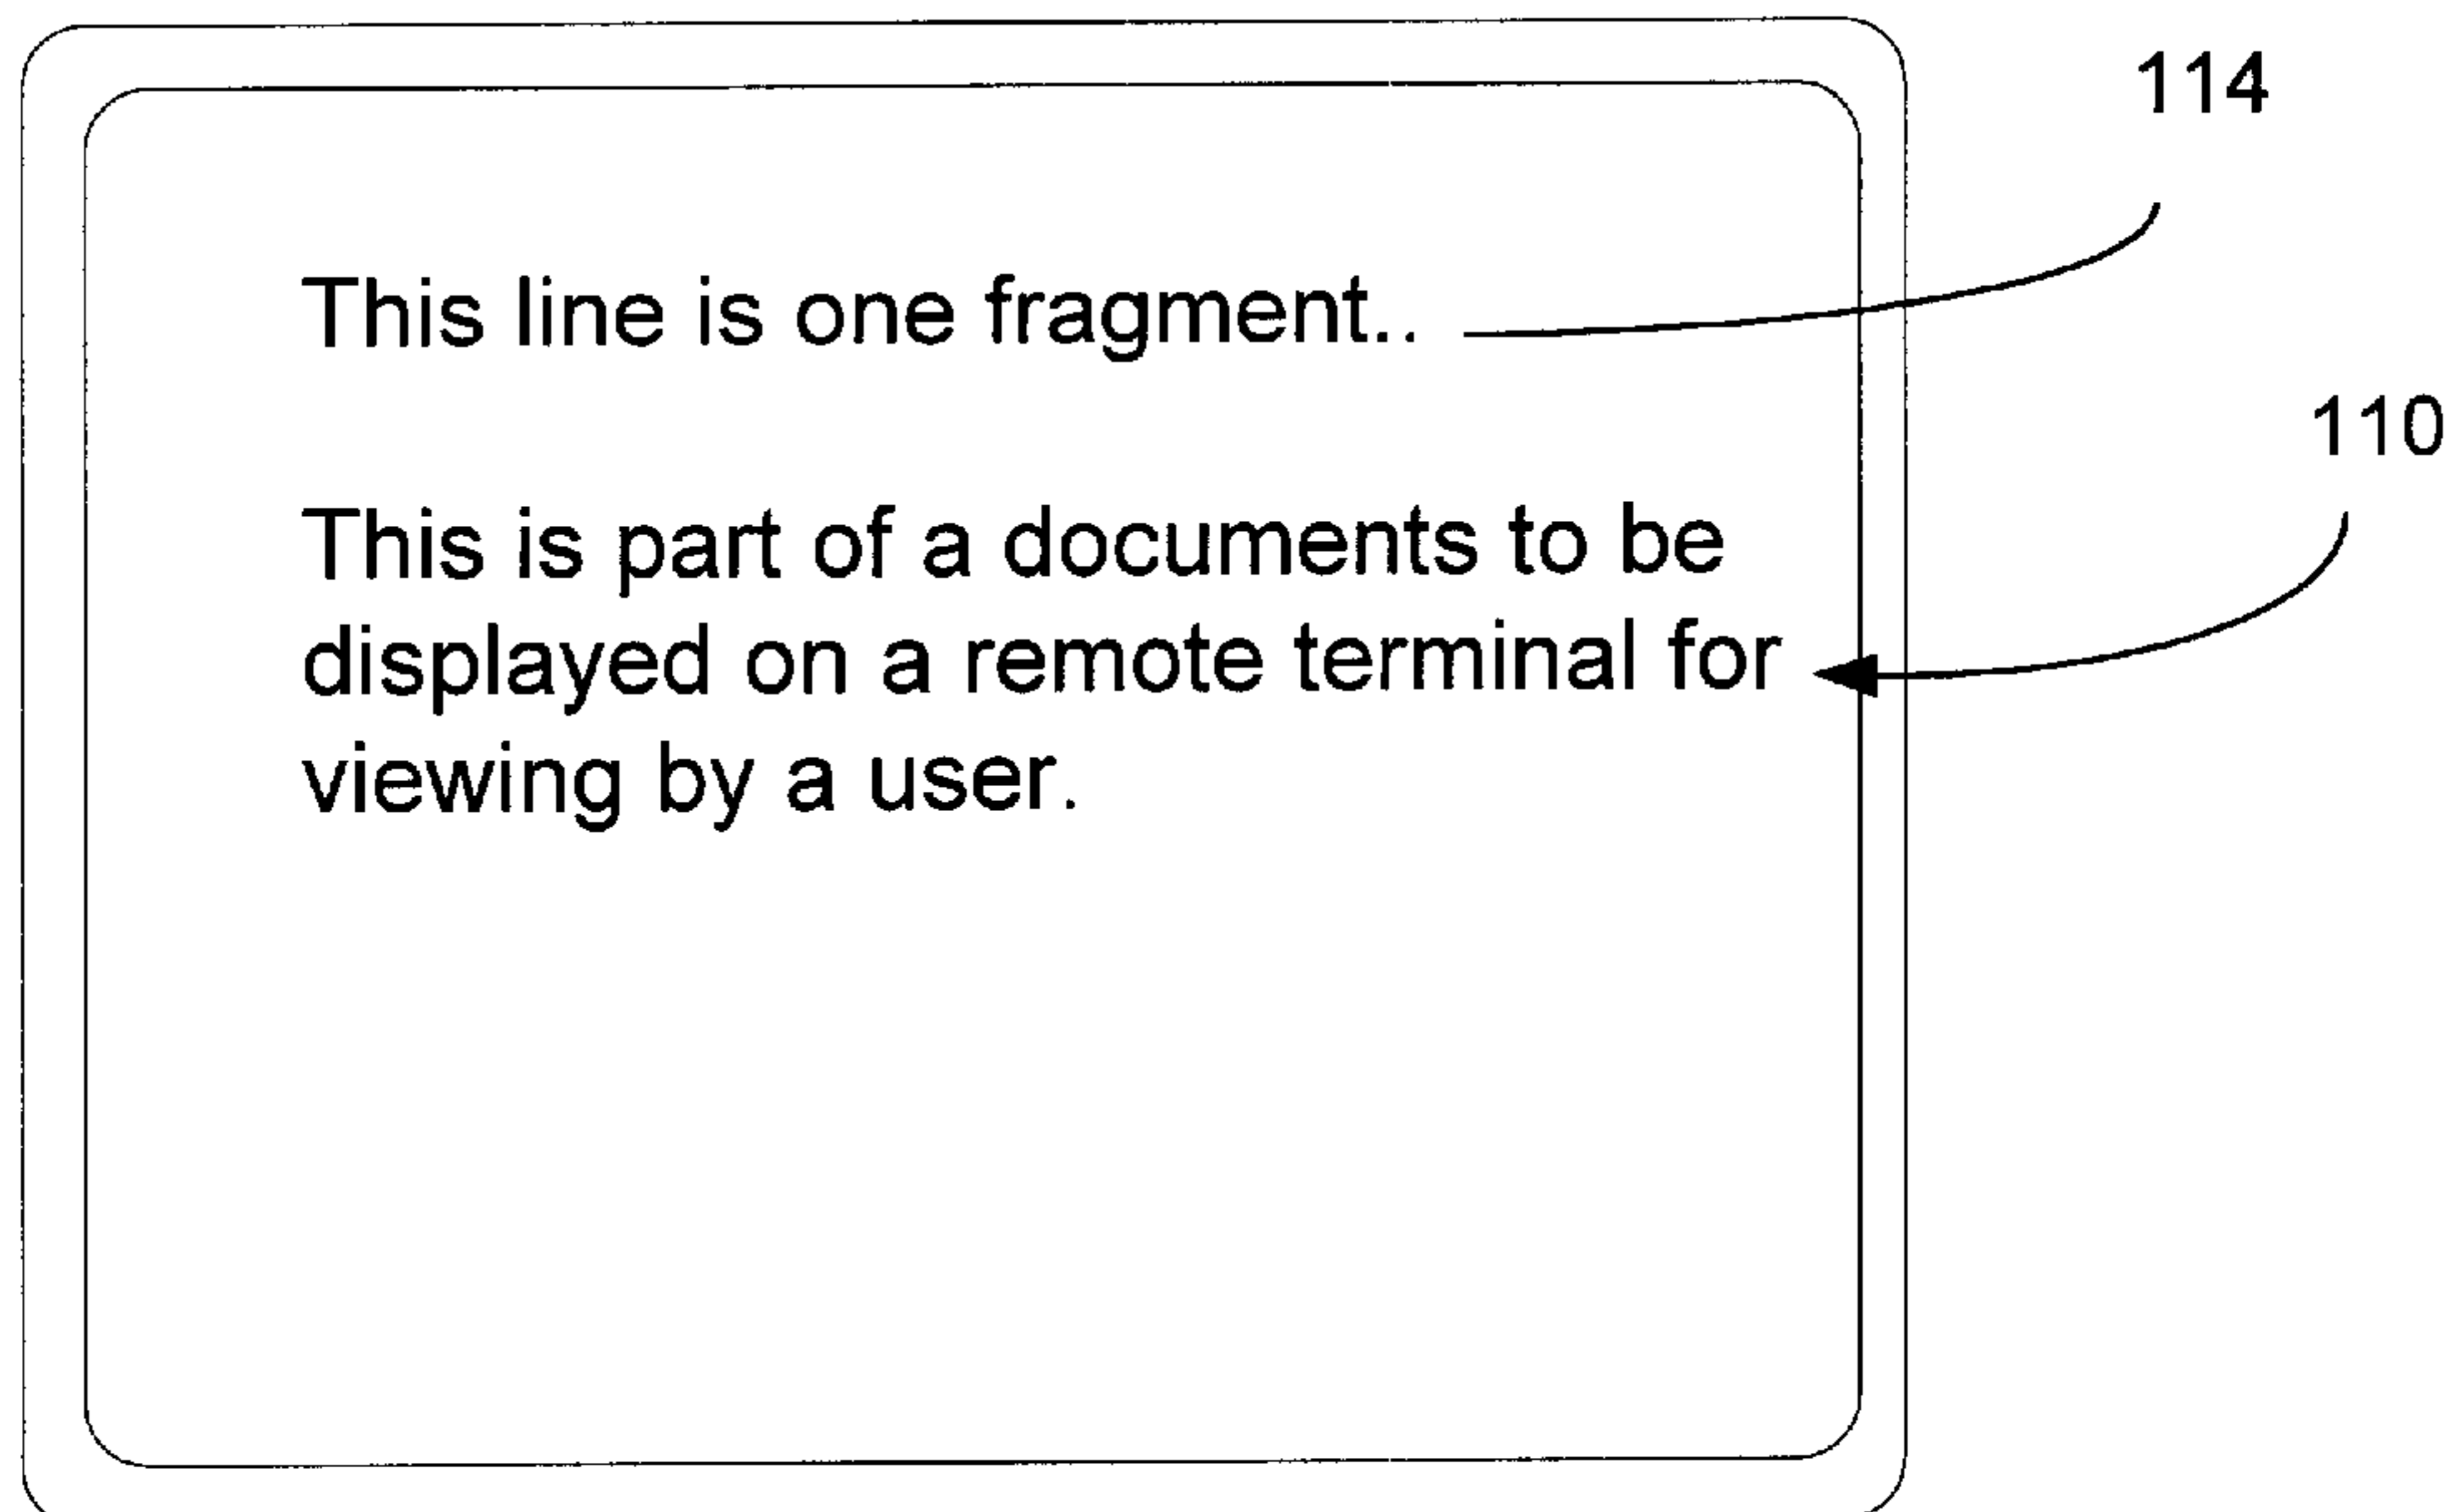 114
This line is one fragment..
110
This is part of a documents to be
displayed on a remote terminal for
viewing by a user.